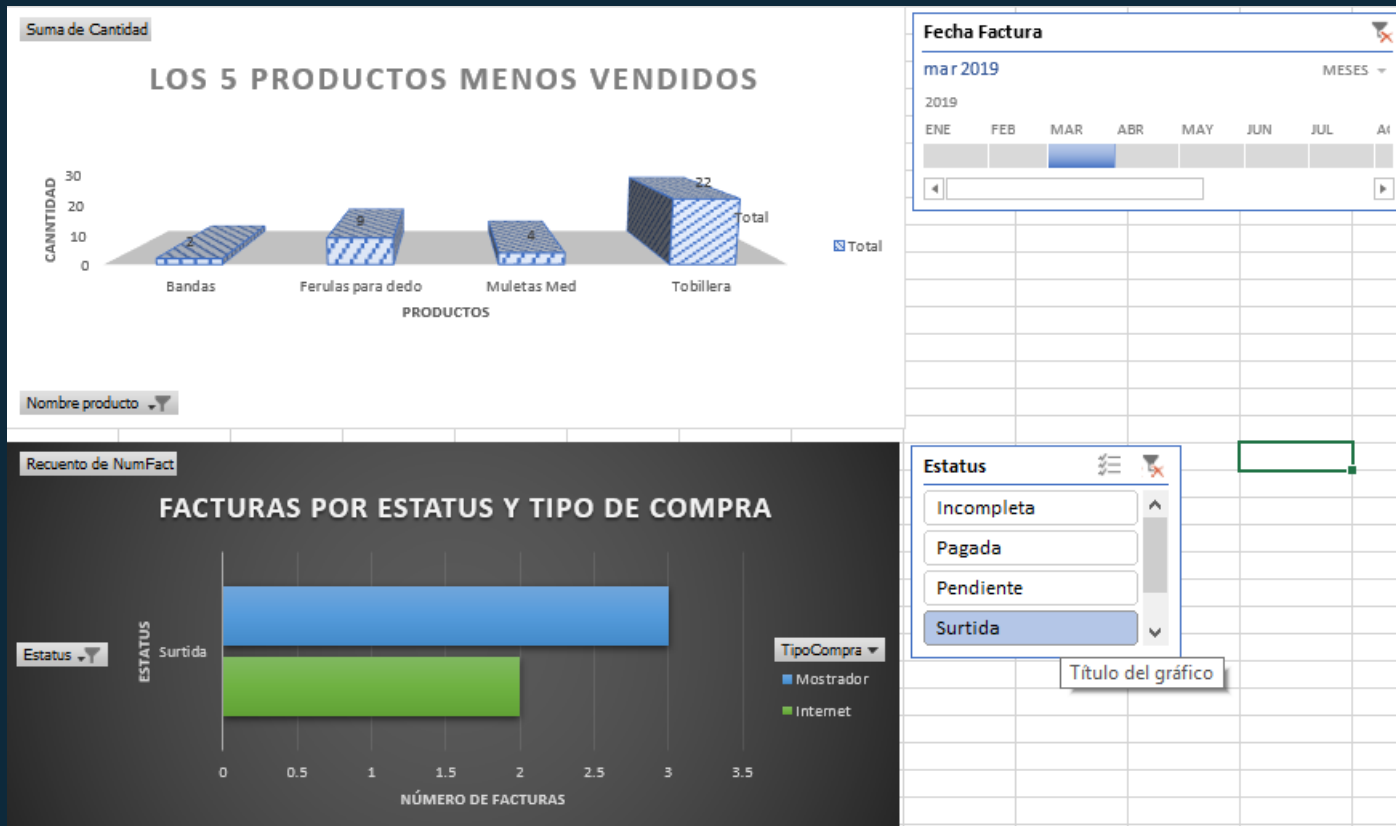 Suma de Cantidad
LOS 5 PRODUCTOS MENOS VENDIDOS
CANNTIDAD
30
20
10
0
2
9
4
22
Total
Total
Bandas Ferulas para dedo Muletas Med Tobillera
PRODUCTOS
Nombre producto
Fecha Factura
mar 2019 MESES
2019
ENE FEB MAR ABR MAY JUN JUL
Recuento de NumFact
FACTURAS POR ESTATUS Y TIPO DE COMPRA
Estatus
ESTATUS
Surtida
TipoCompra
Mostrador
Internet
0 0.5 1 1.5 2 2.5 3 3.5
NÚMERO DE FACTURAS
Estatus
Incompleta
Pagada
Pendiente
Surtida
Título del gráfico